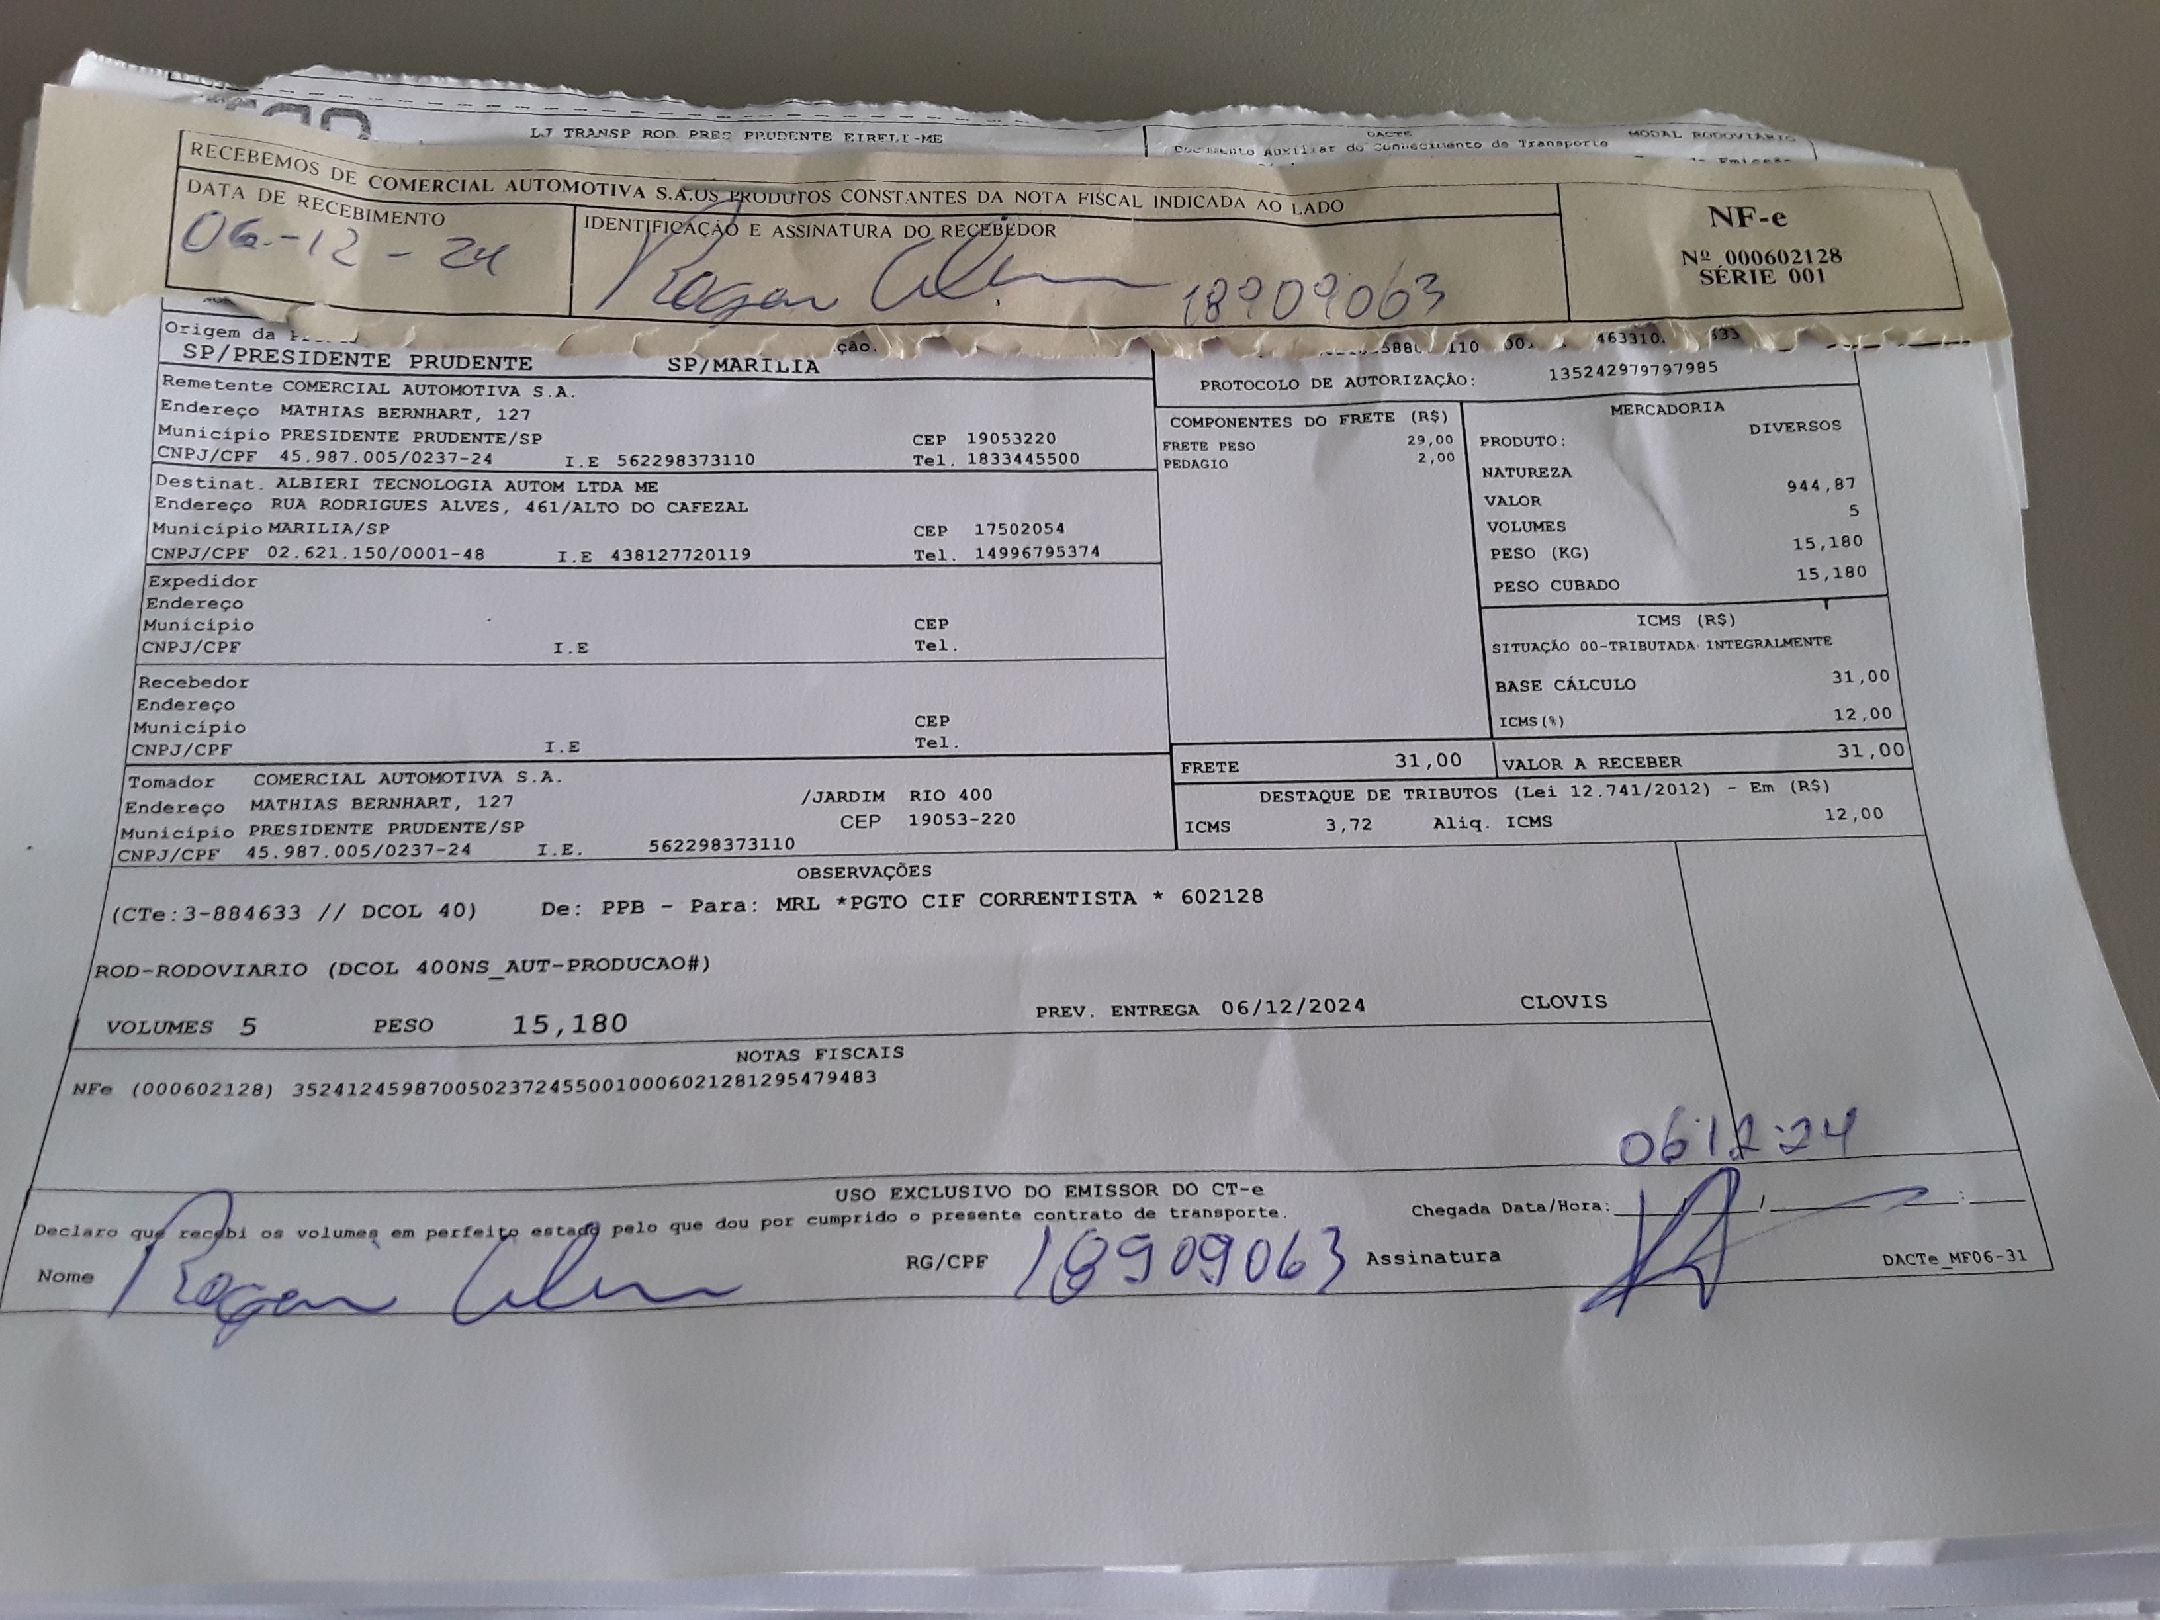 LJ TRANSP ROD PRES PRUDENTE EIRELI-ME
DACTE
MODAL RODOVIÁRIO
Documento Auxiliar do Conhecimento de Transporte
RECEBEMOS DE COMERCIAL AUTOMOTIVA S.A.OS PRODUTOS CONSTANTES DA NOTA FISCAL INDICADA AO LADO
DATA DE RECEBIMENTO
IDENTIFICAÇÃO E ASSINATURA DO RECEBEDOR
06-12-24
18909063
NF-e
Nº 000602128
SÉRIE 001
Origem da
ção.
SP/PRESIDENTE PRUDENTE SP/MARILIA
Remetente COMERCIAL AUTOMOTIVA S.A.
Endereço MATHIAS BERNHART, 127
Município PRESIDENTE PRUDENTE/SP CEP 19053220
CNPJ/CPF 45.987.005/0237-24 I.E 562298373110 Tel. 1833445500
Destinat. ALBIERI TECNOLOGIA AUTOM LTDA ME
Endereço RUA RODRIGUES ALVES, 461/ALTO DO CAFEZAL
Município MARILIA/SP CEP 17502054
CNPJ/CPF 02.621.150/0001-48 I.E 438127720119 Tel. 14996795374
Expedidor
Endereço
Município CEP
CNPJ/CPF I.E Tel.
Recebedor
Endereço
Município CEP
CNPJ/CPF I.E Tel.
Tomador COMERCIAL AUTOMOTIVA S.A.
Endereço MATHIAS BERNHART, 127 /JARDIM RIO 400
Município PRESIDENTE PRUDENTE/SP CEP 19053-220
CNPJ/CPF 45.987.005/0237-24 I.E. 562298373110
PROTOCOLO DE AUTORIZAÇÃO: 135242979797985
COMPONENTES DO FRETE (R$)
FRETE PESO 29,00
PEDAGIO 2,00
MERCADORIA
PRODUTO: DIVERSOS
NATUREZA
VALOR 944,87
VOLUMES 5
PESO (KG) 15,180
PESO CUBADO 15,180
ICMS (R$)
SITUAÇÃO 00-TRIBUTADA INTEGRALMENTE
BASE CÁLCULO 31,00
ICMS(%) 12,00
FRETE 31,00 VALOR A RECEBER 31,00
DESTAQUE DE TRIBUTOS (Lei 12.741/2012) - Em (R$)
ICMS 3,72 Aliq. ICMS 12,00
OBSERVAÇÕES
(CTe:3-884633 // DCOL 40) De: PPB - Para: MRL *PGTO CIF CORRENTISTA * 602128
ROD-RODOVIARIO (DCOL 400NS_AUT-PRODUCAO#)
VOLUMES 5 PESO 15,180 PREV. ENTREGA 06/12/2024 CLOVIS
NOTAS FISCAIS
NFe (000602128) 35241245987005023724550010006021281295479483
06 12 24
USO EXCLUSIVO DO EMISSOR DO CT-e
Declaro que recebi os volumes em perfeito estado pelo que dou por cumprido o presente contrato de transporte.
Chegada Data/Hora: / :
Nome
RG/CPF 18909063 Assinatura
DACTe_MF06-31